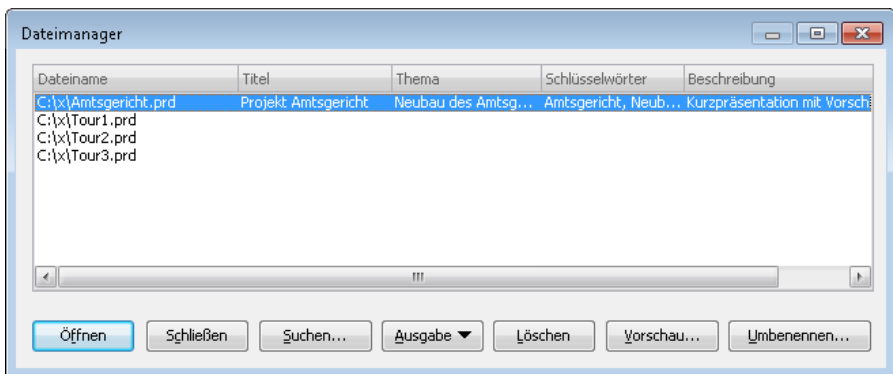 Dateimanager
Dateiname Titel Thema Schlüsselwörter Beschreibung
C:\x\Amtsgericht.prd Projekt Amtsgericht Neubau des Amtsg... Amtsgericht, Neub... Kurzpräsentation mit Vorsch
C:\x\Tour1.prd
C:\x\Tour2.prd
C:\x\Tour3.prd
Öffnen Schließen Suchen... Ausgabe Löschen Vorschau... Umbenennen...